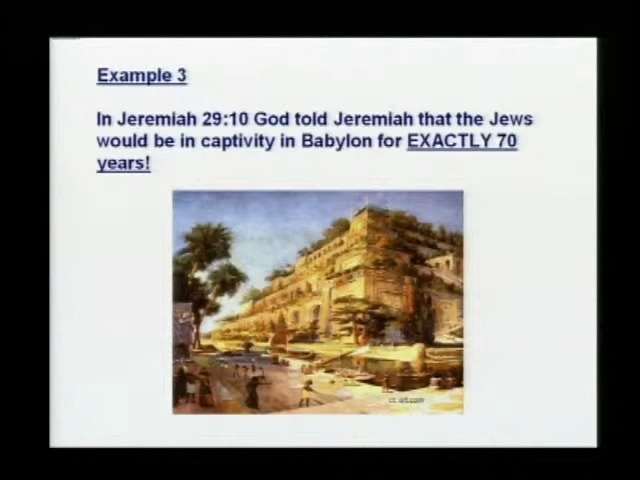 Example 3
In Jeremiah 29:10 God told Jeremiah that the Jews
would be in captivity in Babylon for EXACTLY 70
years!